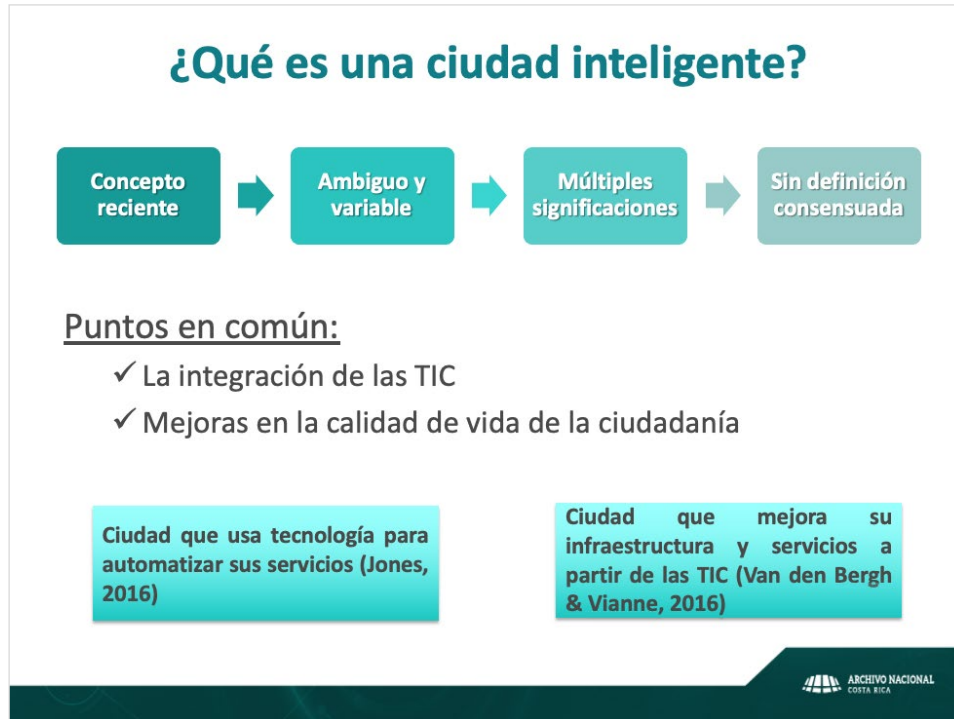 ¿Qué es una ciudad inteligente?
Concepto
reciente
Ambiguo y
variable
Múltiples
significaciones
Sin definición
consensuada
Puntos en común:
✓ La integración de las TIC
✓ Mejoras en la calidad de vida de la ciudadanía
Ciudad que usa tecnología para
automatizar sus servicios (Jones,
2016)
Ciudad que mejora su
infraestructura y servicios a
partir de las TIC (Van den Bergh
& Vianne, 2016)
ARCHIVO NACIONAL
COSTA RICA